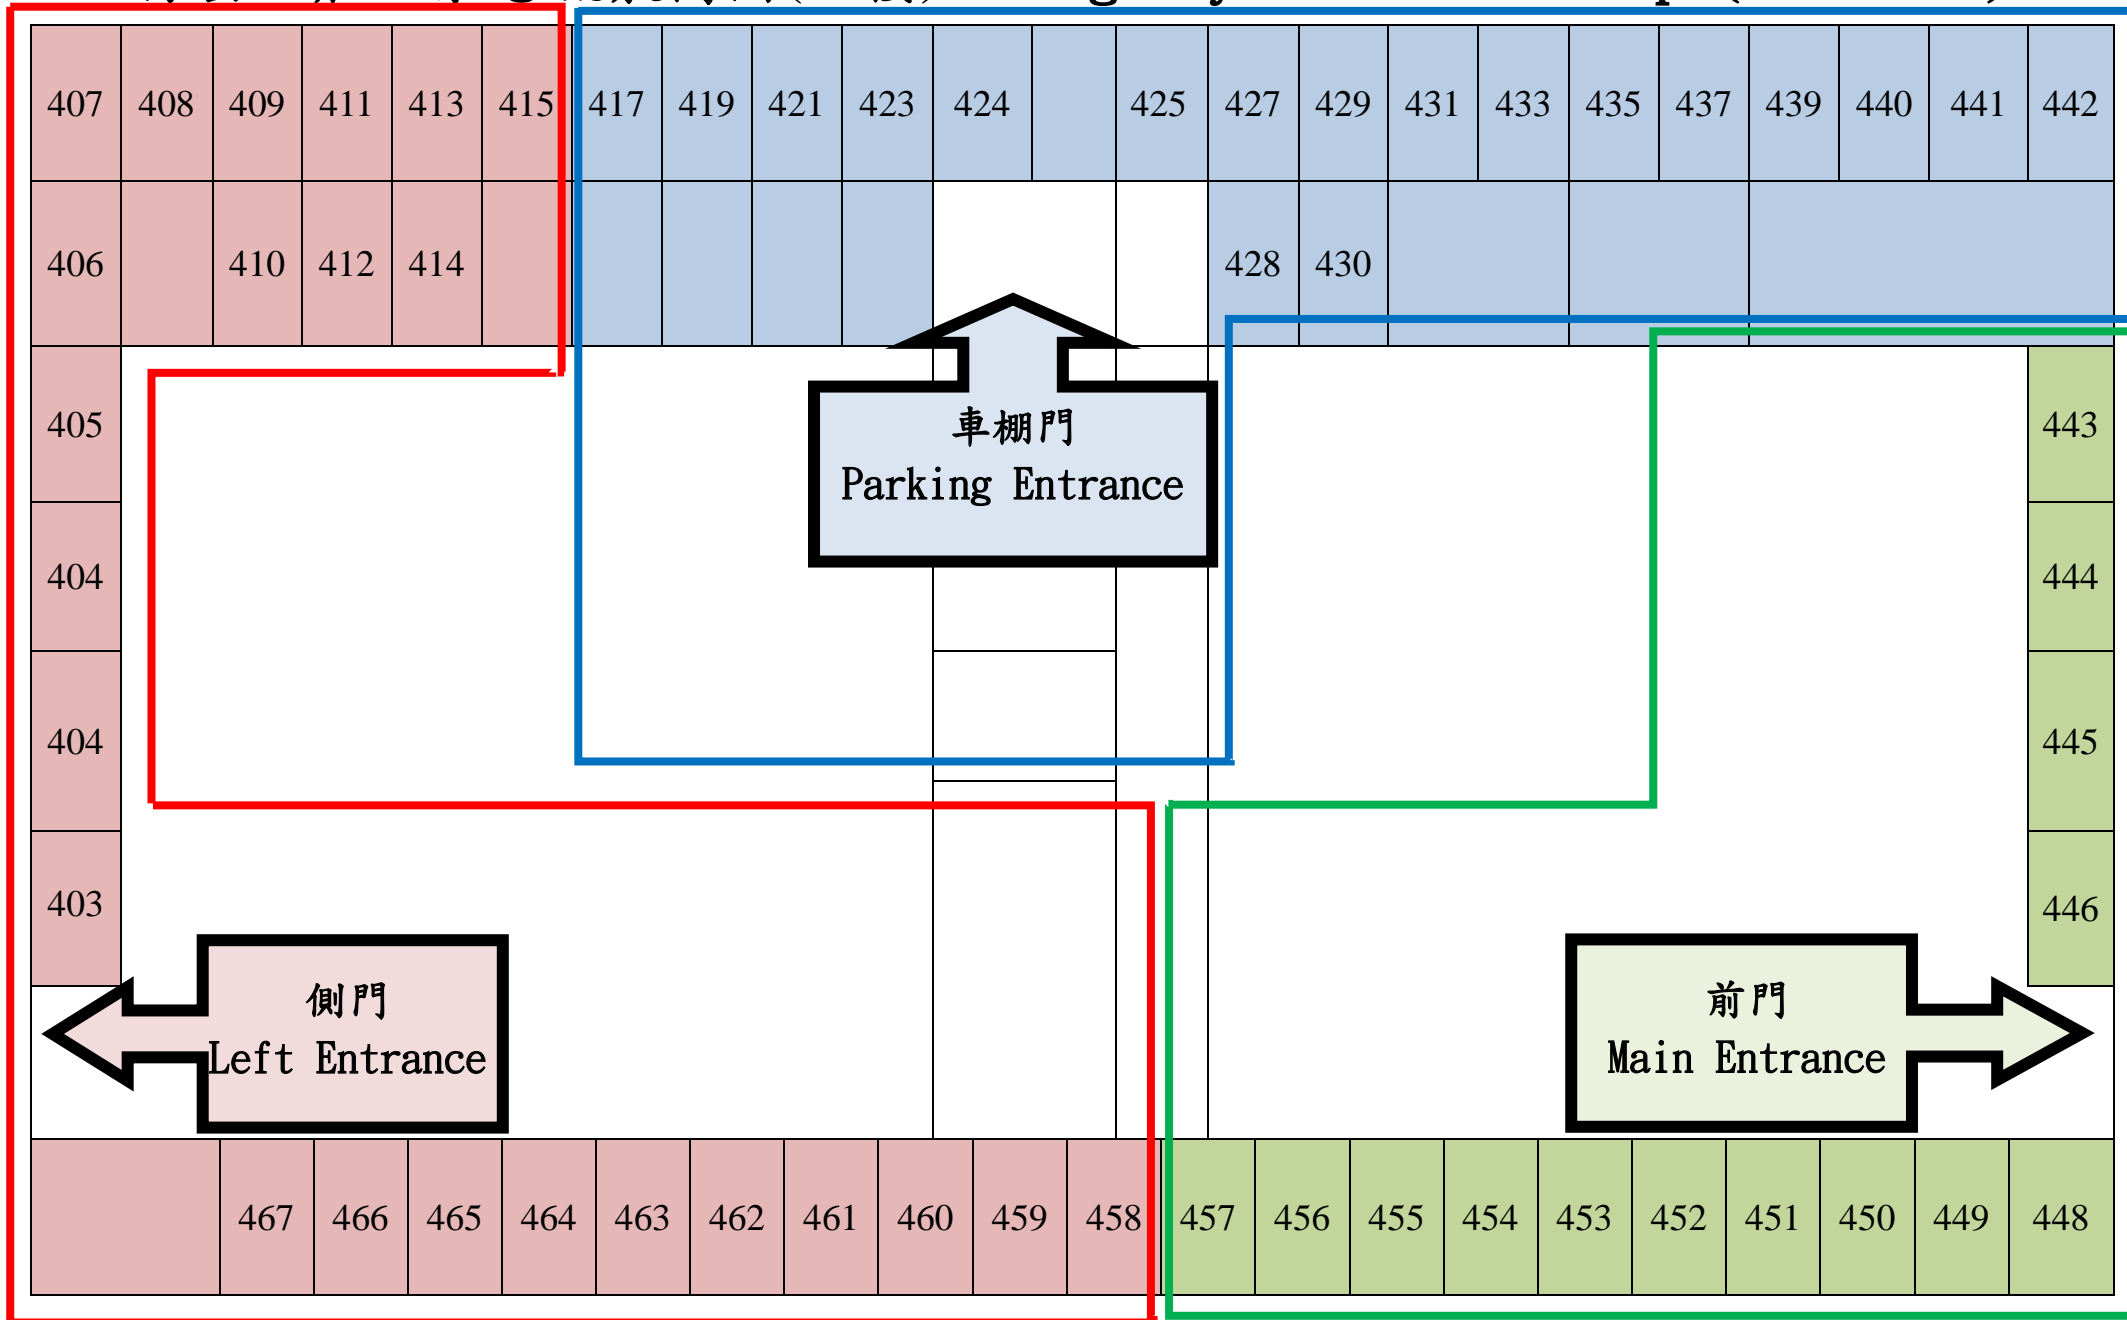 407 408 409 411 413 415 417 419 421 423 424 425 427 429 431 433 435 437 439 440 441 442
406 410 412 414 428 430
405 443
車棚門
Parking Entrance
404 444
404 445
403 446
側門
Left Entrance
前門
Main Entrance
467 466 465 464 463 462 461 460 459 458 457 456 455 454 453 452 451 450 449 448